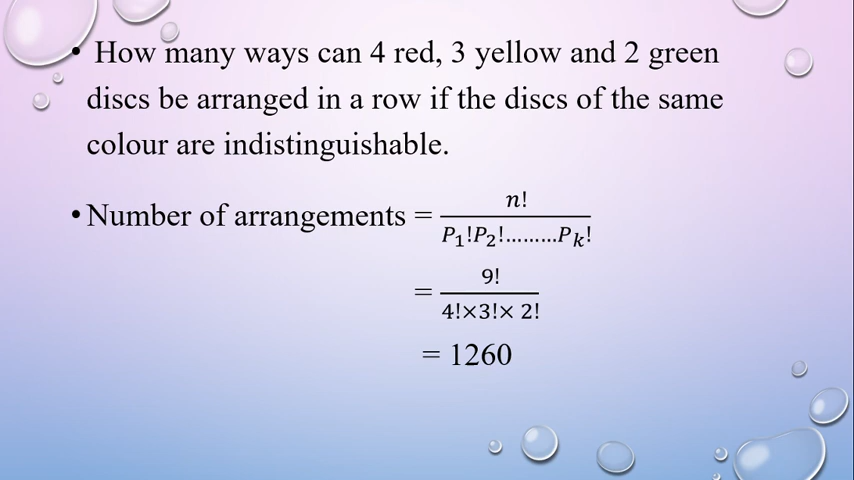 • How many ways can 4 red, 3 yellow and 2 green
discs be arranged in a row if the discs of the same
colour are indistinguishable.
• Number of arrangements = n! / P₁!P₂!………Pₖ!
= 9! / 4!×3!× 2!
= 1260